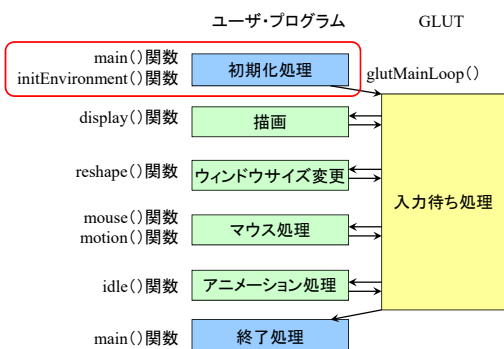 ユーザ・プログラム GLUT
main()関数
initEnvironment()関数
初期化処理
glutMainLoop()
display()関数
描画
reshape()関数
ウィンドウサイズ変更
入力待ち処理
mouse()関数
motion()関数
マウス処理
idle()関数
アニメーション処理
main()関数
終了処理